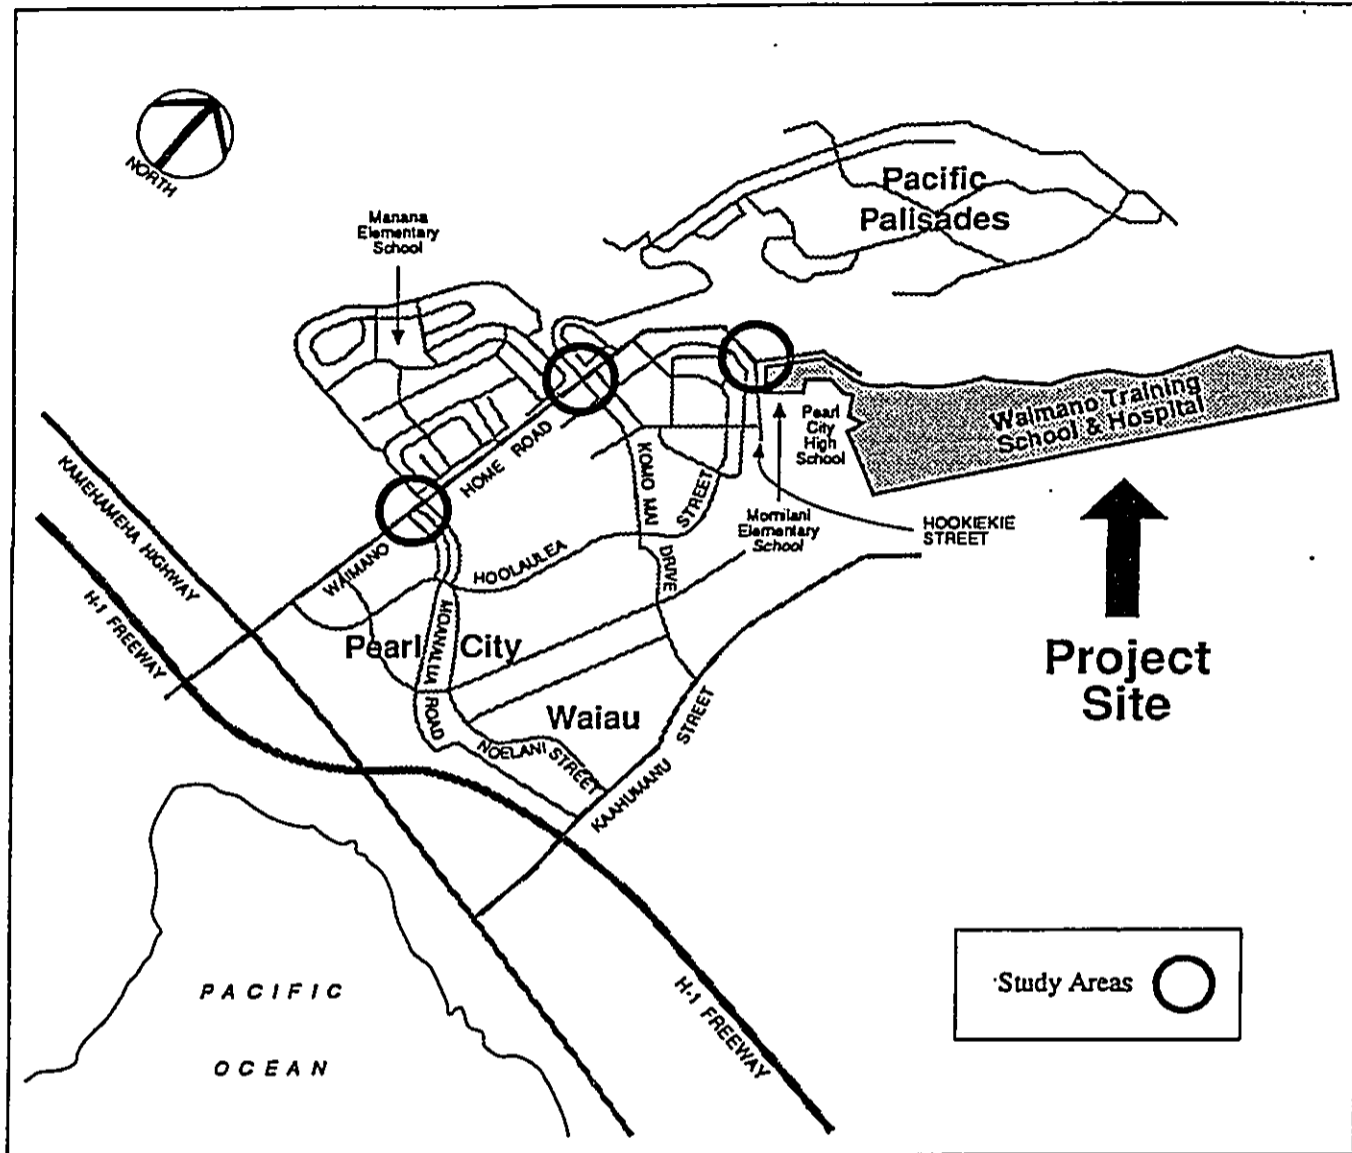 NORTH
Manana
Elementary
School
Pacific
Palisades
Waimano Training
School & Hospital
Pearl
City
High
School
KAMEHAMEHA HIGHWAY
H-1 FREEWAY
WAIMANO HOME ROAD
KOMO MAI DRIVE
HOOLAULEA STREET
Momilani
Elementary
School
HOOKIEKIE
STREET
Pearl City
MOANALUA ROAD
Waiau
NOELANI STREET
KAAHUMANU STREET
Project
Site
PACIFIC
OCEAN
H-1 FREEWAY
Study Areas